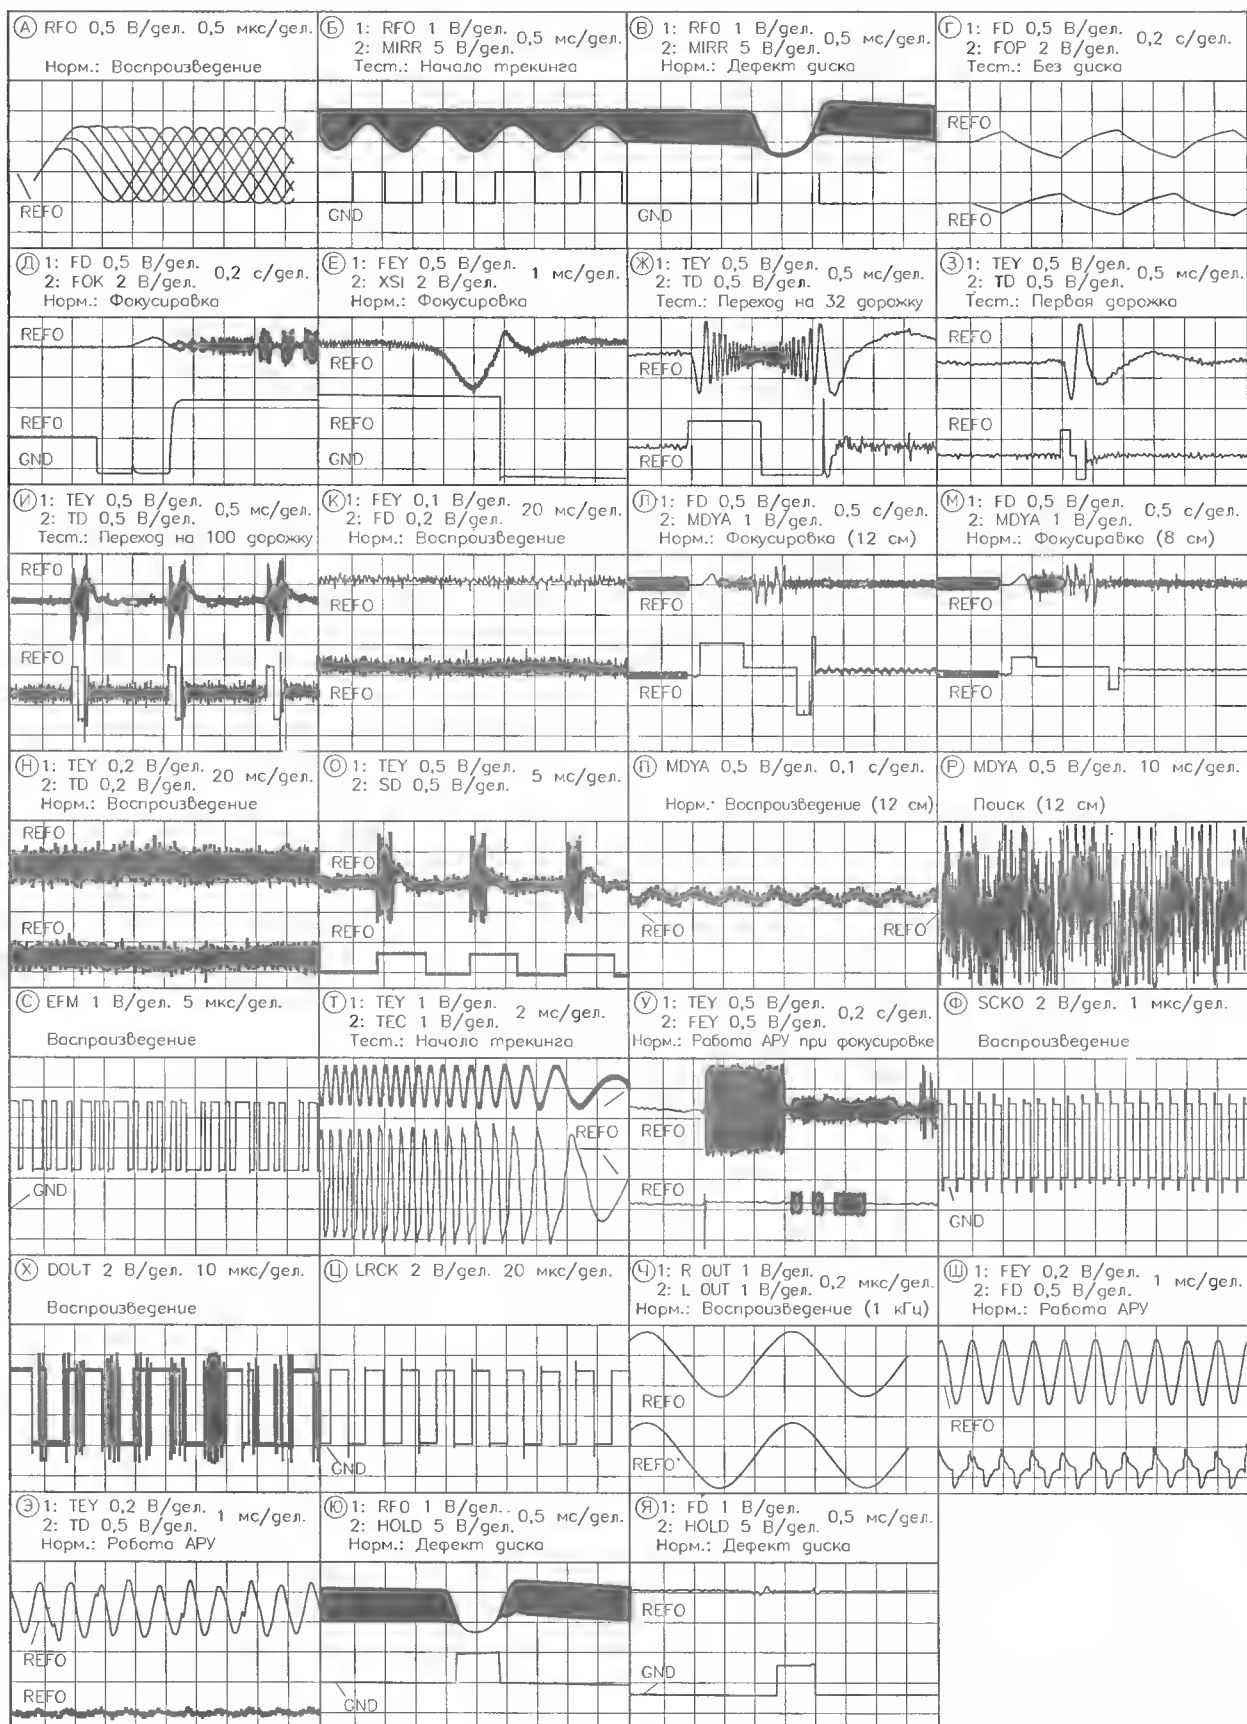 А RFO 0,5 В/дел. 0,5 мкс/дел.
Норм.: Воспроизведение
REFO
Б 1: RFO 1 В/дел. 0,5 мс/дел.
2: MIRR 5 В/дел.
Тест.: Начало трекинга
GND
В 1: RFO 1 В/дел. 0,5 мс/дел.
2: MIRR 5 В/дел.
Норм.: Дефект диска
GND
Г 1: FD 0,5 В/дел. 0,2 с/дел.
2: FOP 2 В/дел.
Тест.: Без диска
REFO
REFO
Д 1: FD 0,5 В/дел. 0,2 с/дел.
2: FOK 2 В/дел.
Норм.: Фокусировка
REFO
REFO
GND
Е 1: FEY 0,5 В/дел. 1 мс/дел.
2: XSI 2 В/дел.
Норм.: Фокусировка
REFO
REFO
GND
Ж 1: TEY 0,5 В/дел. 0,5 мс/дел.
2: TD 0,5 В/дел.
Тест.: Переход на 32 дорожку
REFO
REFO
З 1: TEY 0,5 В/дел. 0,5 мс/дел.
2: TD 0,5 В/дел.
Тест.: Первая дорожка
REFO
REFO
И 1: TEY 0,5 В/дел. 0,5 мс/дел.
2: TD 0,5 В/дел.
Тест.: Переход на 100 дорожку
REFO
REFO
К 1: FEY 0,1 В/дел. 20 мс/дел.
2: FD 0,2 В/дел.
Норм.: Воспроизведение
REFO
REFO
Л 1: FD 0,5 В/дел. 0,5 с/дел.
2: MDYA 1 В/дел.
Норм.: Фокусировка (12 см)
REFO
REFO
М 1: FD 0,5 В/дел. 0,5 с/дел.
2: MDYA 1 В/дел.
Норм.: Фокусировко (8 см)
REFO
REFO
Н 1: TEY 0,2 В/дел. 20 мс/дел.
2: TD 0,2 В/дел.
Норм.: Воспроизведение
REFO
REFO
О 1: TEY 0,5 В/дел. 5 мс/дел.
2: SD 0,5 В/дел.
REFO
REFO
П MDYA 0,5 В/дел. 0,1 с/дел.
Норм.: Воспроизведение (12 см)
REFO
Р MDYA 0,5 В/дел. 10 мс/дел.
Поиск (12 см)
REFO
С EFM 1 В/дел. 5 мкс/дел.
Воспраизведение
GND
Т 1: TEY 1 В/дел. 2 мс/дел.
2: TEC 1 В/дел.
Тест.: Начоло трекинга
REFO
У 1: TEY 0,5 В/дел. 0,2 с/дел.
2: FEY 0,5 В/дел.
Норм.: Работа АРУ при фокусировке
REFO
REFO
Ф SCKO 2 В/дел. 1 мкс/дел.
Воспраизведение
GND
Х DOUT 2 В/дел. 10 мкс/дел.
Воспраизведение
Ц LRCK 2 В/дел. 20 мкс/дел.
GND
Ч 1: R OUT 1 В/дел. 0,2 мкс/дел.
2: L OUT 1 В/дел.
Норм.: Воспроизведение (1 кГц)
REFO
REFO
Ш 1: FEY 0,2 В/дел. 1 мс/дел.
2: FD 0,5 В/дел.
Норм.: Работа АРУ
REFO
Э 1: TEY 0,2 В/дел. 1 мс/дел.
2: TD 0,5 В/дел.
Норм.: Робота АРУ
REFO
REFO
Ю 1: RFO 1 В/дел. 0,5 мс/дел.
2: HOLD 5 В/дел.
Норм.: Дефект диска
GND
Я 1: FD 1 В/дел. 0,5 мс/дел.
2: HOLD 5 В/дел.
Норм.: Дефект диска
REFO
GND